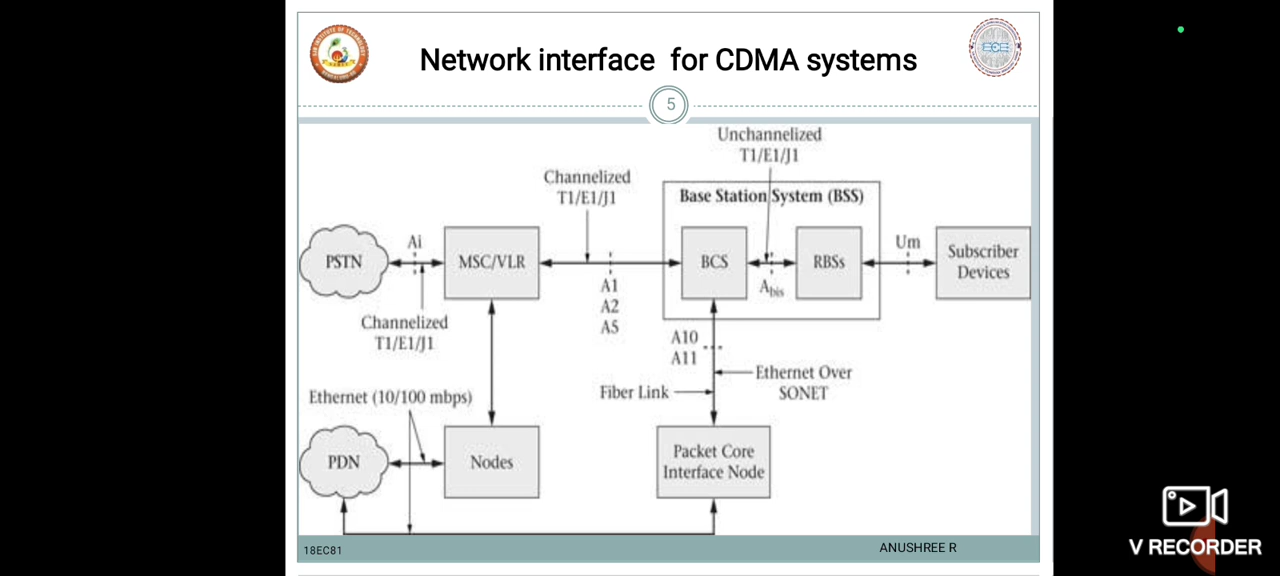 Network interface for CDMA systems
5
Unchannelized
T1/E1/J1
Channelized
T1/E1/J1
Base Station System (BSS)
PSTN
Ai
MSC/VLR
BCS
RBSs
Um
Subscriber
Devices
A1
A2
A5
Abis
Channelized
T1/E1/J1
A10
A11
Ethernet Over
SONET
Fiber Link
Ethernet (10/100 mbps)
PDN
Nodes
Packet Core
Interface Node
18EC81
ANUSHREE R
V RECORDER